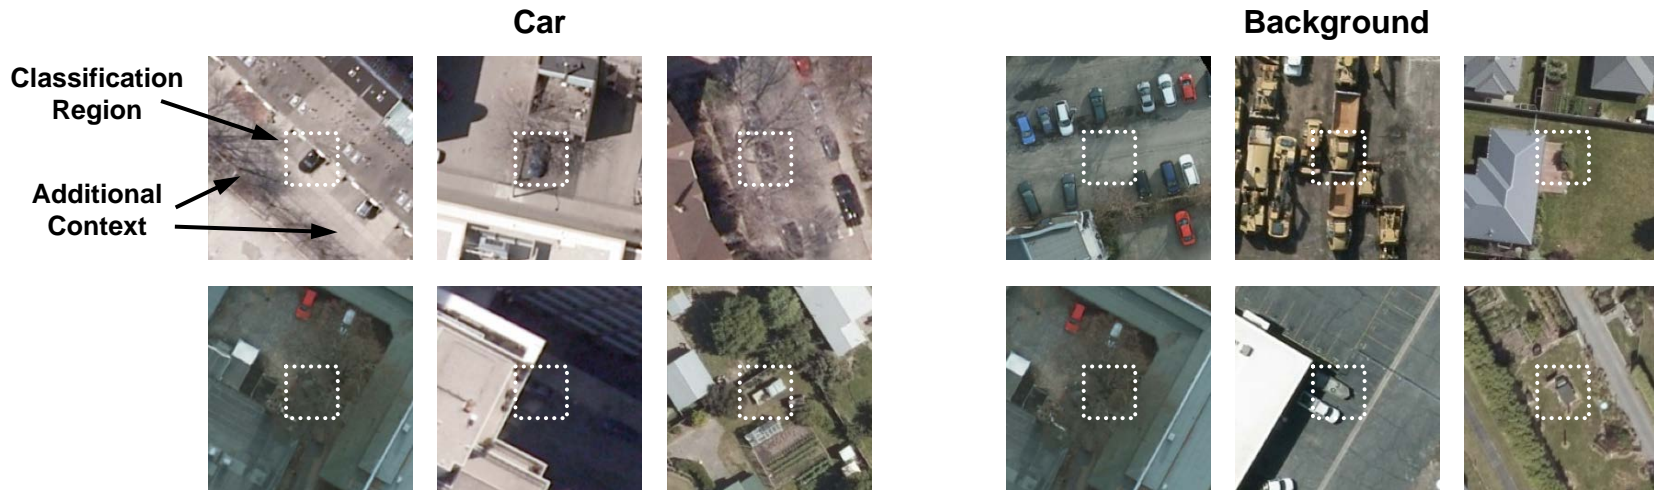 Car
Background
Classification
Region
Additional
Context